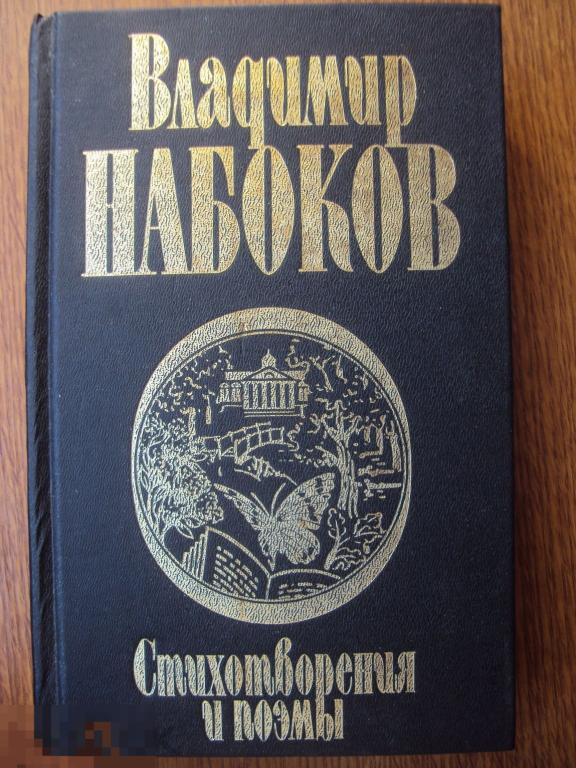 Владимир
НАБОКОВ
Стихотворения
и поэмы